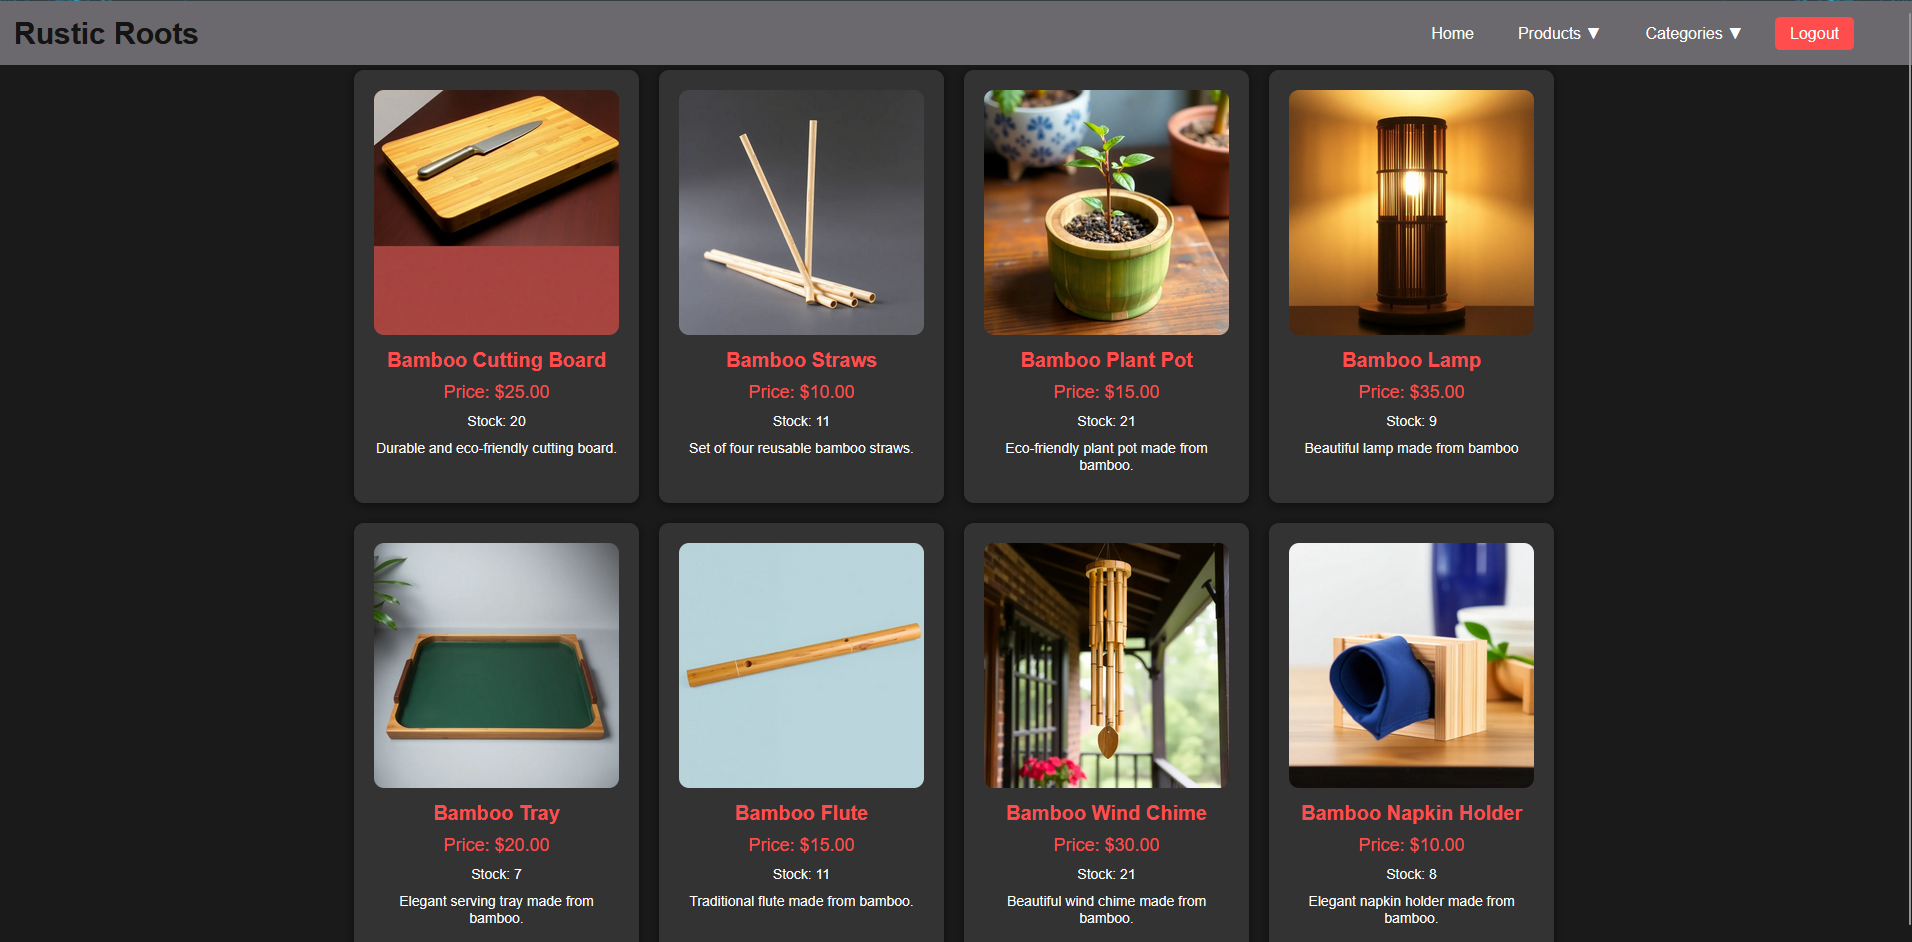 Rustic Roots
Home Products ▼ Categories ▼ Logout
Bamboo Cutting Board
Price: $25.00
Stock: 20
Durable and eco-friendly cutting board.
Bamboo Straws
Price: $10.00
Stock: 11
Set of four reusable bamboo straws.
Bamboo Plant Pot
Price: $15.00
Stock: 21
Eco-friendly plant pot made from
bamboo.
Bamboo Lamp
Price: $35.00
Stock: 9
Beautiful lamp made from bamboo
Bamboo Tray
Price: $20.00
Stock: 7
Elegant serving tray made from
bamboo.
Bamboo Flute
Price: $15.00
Stock: 11
Traditional flute made from bamboo.
Bamboo Wind Chime
Price: $30.00
Stock: 21
Beautiful wind chime made from
bamboo.
Bamboo Napkin Holder
Price: $10.00
Stock: 8
Elegant napkin holder made from
bamboo.